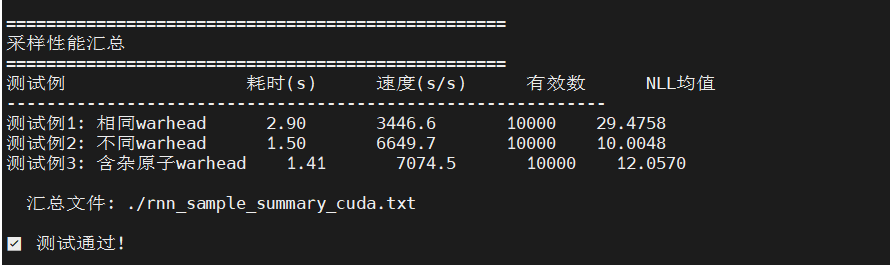 ==================================================
采样性能汇总
==================================================
测试例 耗时(s) 速度(s/s) 有效数 NLL均值
------------------------------------------------------------
测试例1: 相同warhead 2.90 3446.6 10000 29.4758
测试例2: 不同warhead 1.50 6649.7 10000 10.0048
测试例3: 含杂原子warhead 1.41 7074.5 10000 12.0570
汇总文件: ./rnn_sample_summary_cuda.txt
☑ 测试通过!